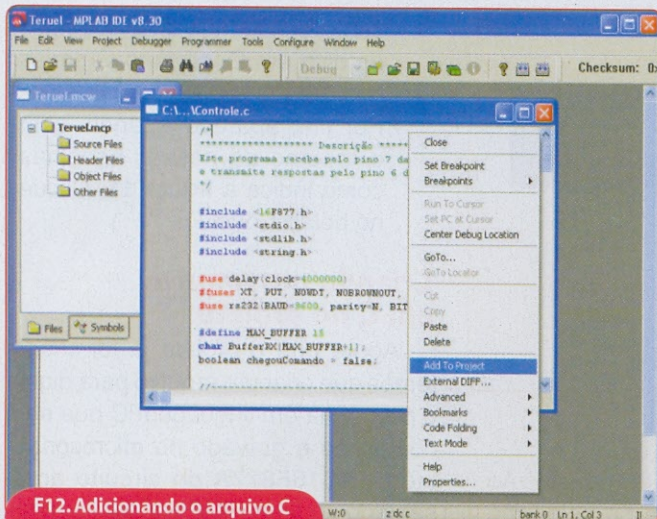 Teruel - MPLAB IDE v8.30
File Edit View Project Debugger Programmer Tools Configure Window Help
Debug
Checksum: 0x
Teruel.mcw
Teruel.mcp
Source Files
Header Files
Object Files
Other Files
Files Symbols
C:\...\Controle.c
/*
****************** Descrição *****
Este programa recebe pelo pino 7 da
e transmite respostas pelo pino 6 d
#include <16F877.h>
#include <stdio.h>
#include <stdlib.h>
#include <string.h>
#use delay(clock=4000000)
#fuses XT, PUT, NOWDT, NOBROWNOUT,
#use rs232(BAUD=9600, parity=N, BIT
#define MAX_BUFFER 15
char BufferRX[MAX_BUFFER+1];
boolean chegouComando = false;
Close
Set Breakpoint
Breakpoints
Run To Cursor
Set PC at Cursor
Center Debug Location
GoTo...
GoTo Locator
Cut
Copy
Paste
Delete
Add To Project
External DIFF...
Advanced
Bookmarks
Code Folding
Text Mode
Help
Properties...
F12. Adicionando o arquivo C
W:0 z dc c bank 0 Ln 1, Col 3